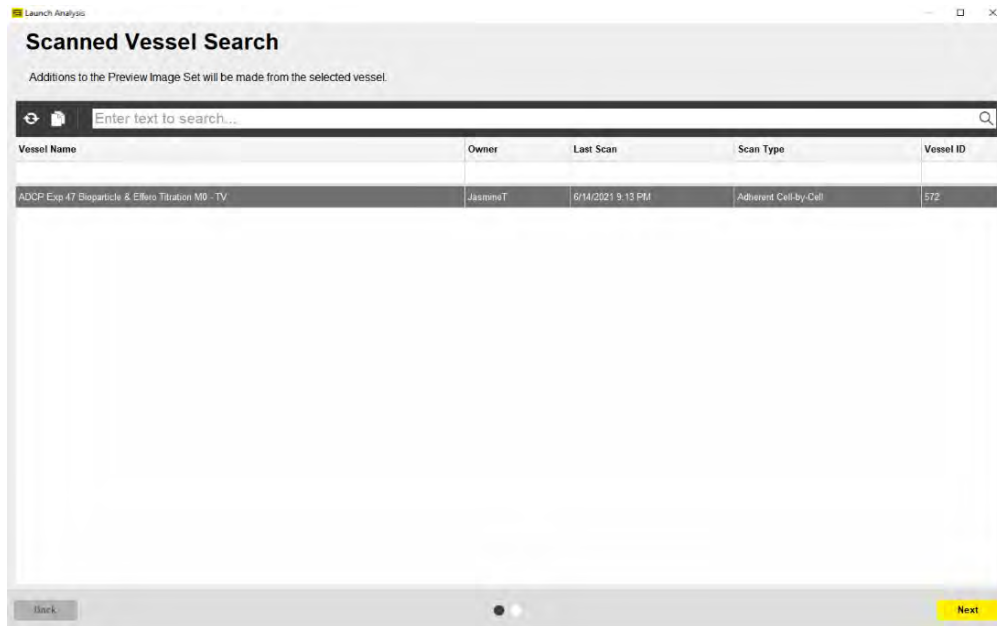 Launch Analysis
Scanned Vessel Search
Additions to the Preview Image Set will be made from the selected vessel.
Enter text to search...
Vessel Name Owner Last Scan Scan Type Vessel ID
ADCP Exp 47 Bioparticle & Effero Titration M0 - TV JasmineT 6/14/2021 9:13 PM Adherent Cell-by-Cell 572
Back Next